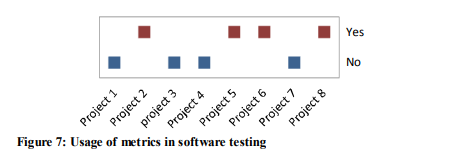 Yes
No
Project 1
Project 2
project 3
Project 4
Project 5
Project 6
Project 7
Project 8
Figure 7: Usage of metrics in software testing